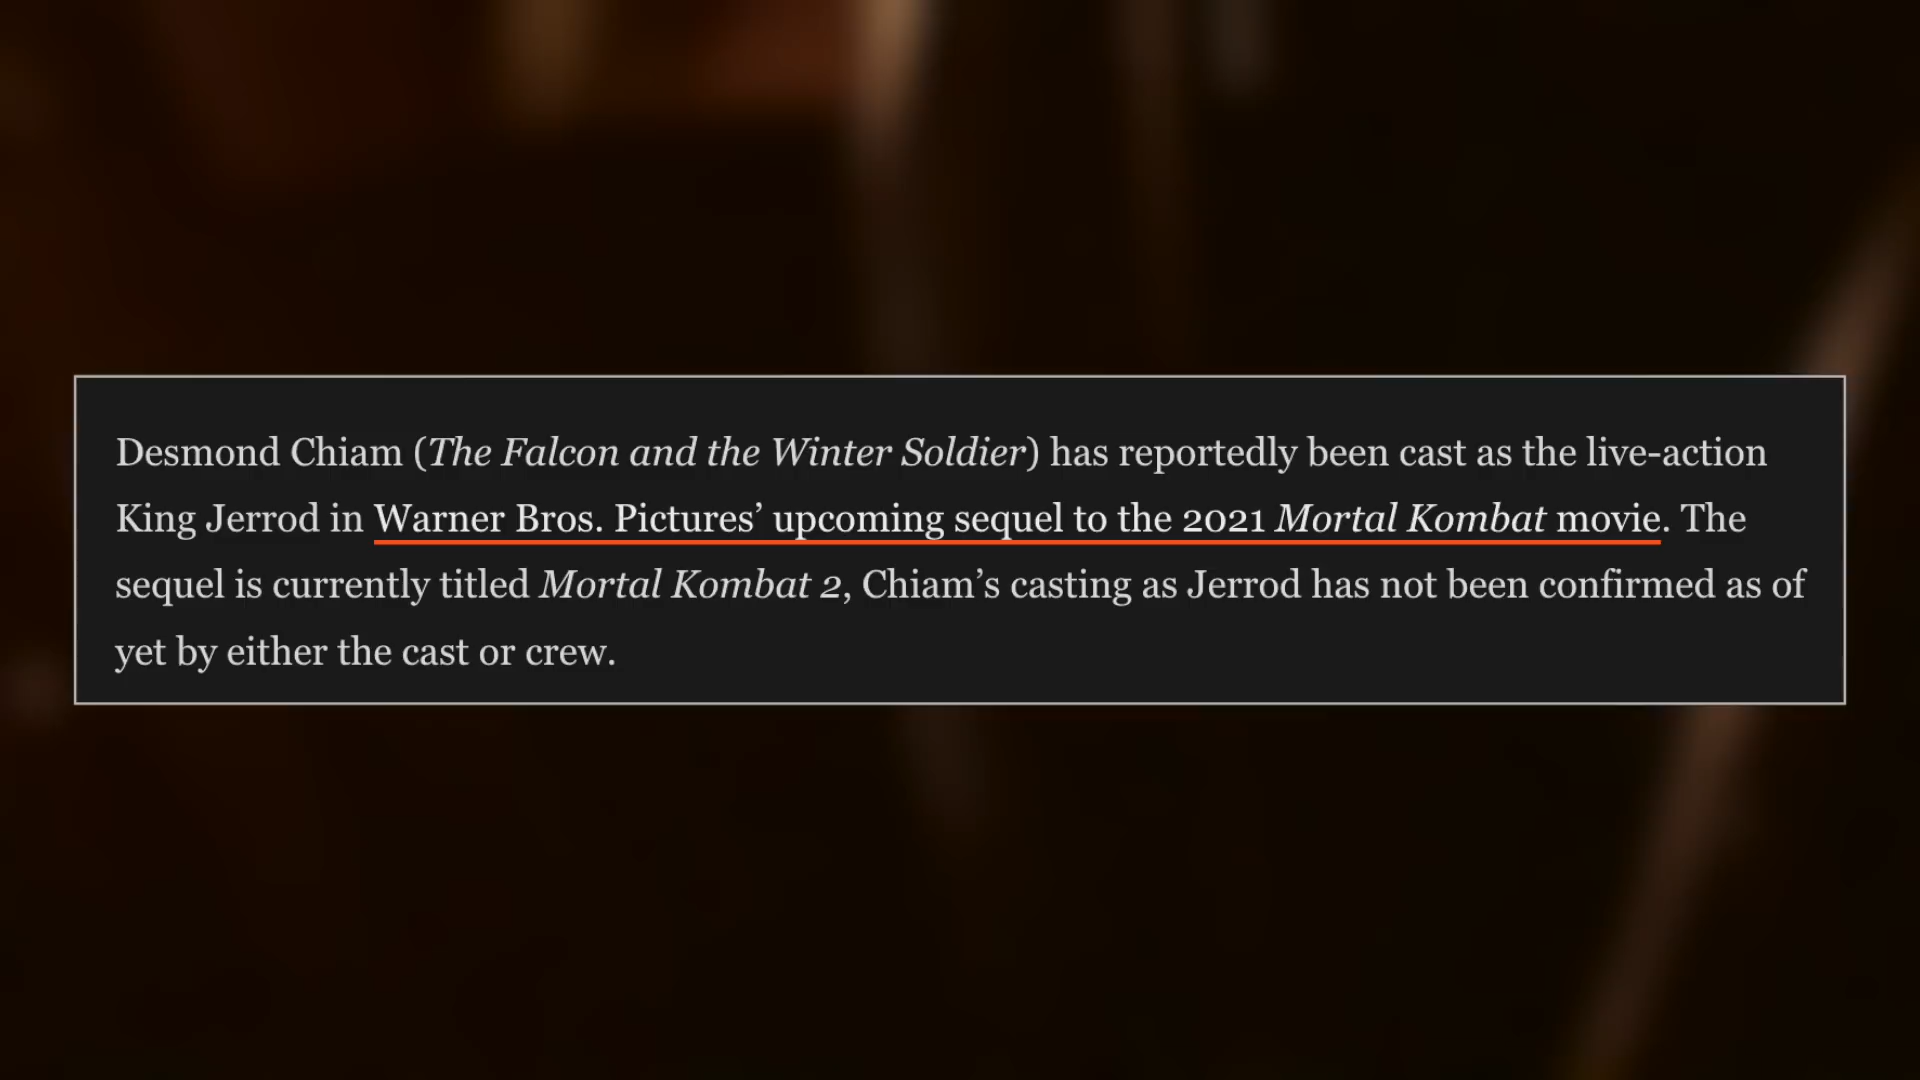 Desmond Chiam (The Falcon and the Winter Soldier) has reportedly been cast as the live-action
King Jerrod in Warner Bros. Pictures’ upcoming sequel to the 2021 Mortal Kombat movie. The
sequel is currently titled Mortal Kombat 2, Chiam’s casting as Jerrod has not been confirmed as of
yet by either the cast or crew.